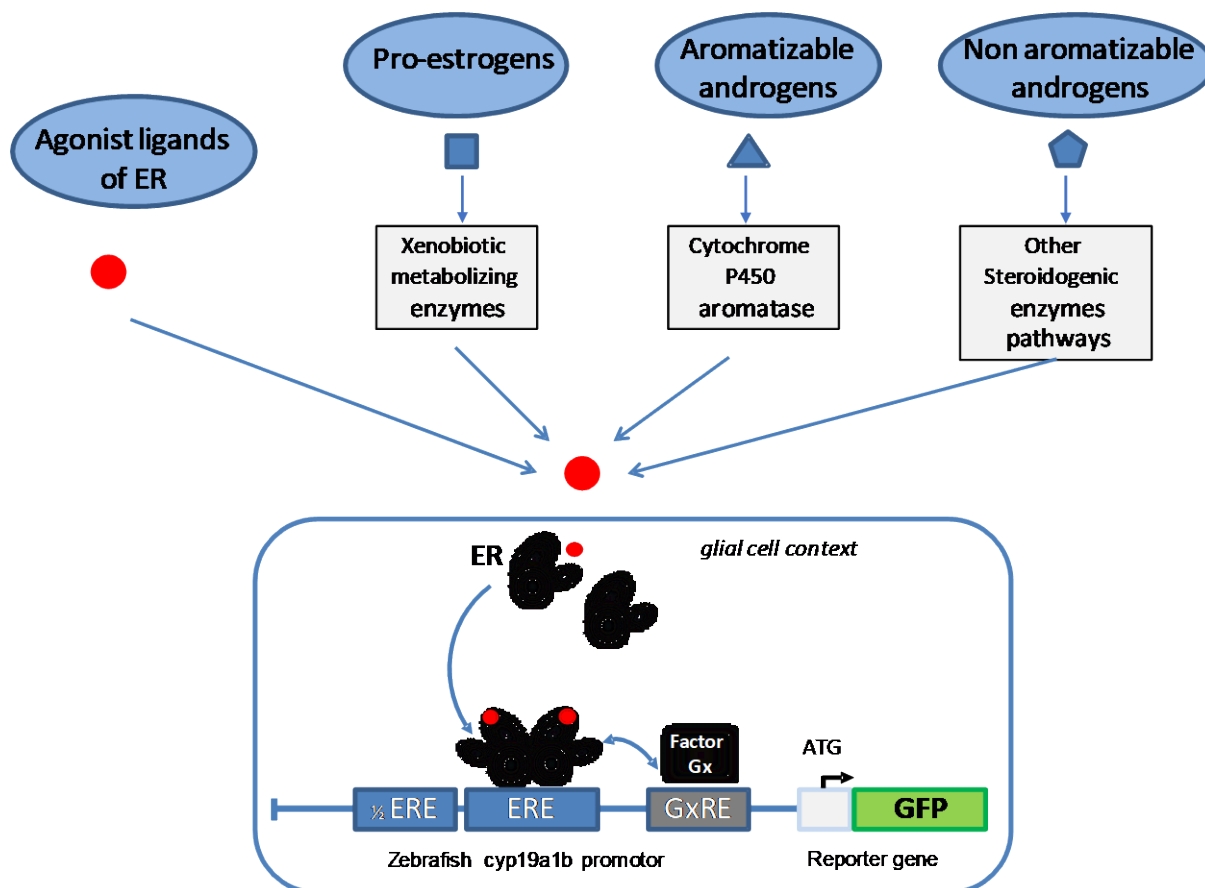 Agonist ligands
of ER
Pro-estrogens
Aromatizable
androgens
Non aromatizable
androgens
Xenobiotic
metabolizing
enzymes
Cytochrome
P450
aromatase
Other
Steroidogenic
enzymes
pathways
ER
glial cell context
Factor
Gx
ATG
½ ERE
ERE
GxRE
GFP
Zebrafish cyp19a1b promotor
Reporter gene